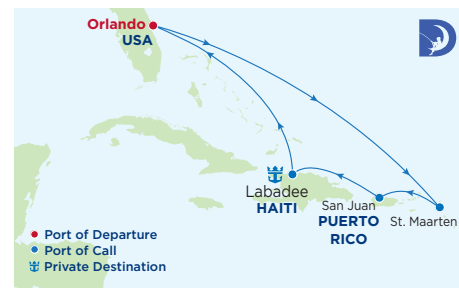 Orlando
USA
Labadee
HAITI
San Juan
PUERTO
RICO
St. Maarten
Port of Departure
Port of Call
Private Destination